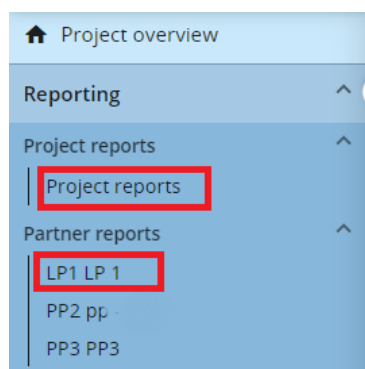 Project overview
Reporting
Project reports
Project reports
Partner reports
LP1 LP 1
PP2 pp -
PP3 PP3